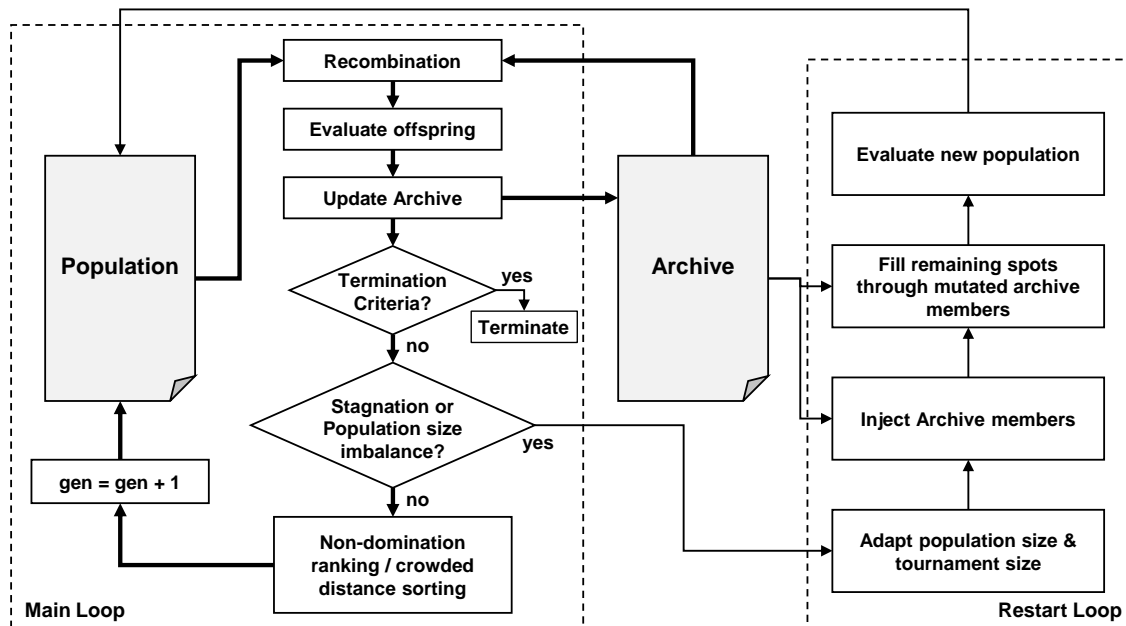 Recombination
Evaluate offspring
Update Archive
Population
Termination
Criteria?
yes
Terminate
no
Stagnation or
Population size
imbalance?
yes
no
gen = gen + 1
Non-domination
ranking / crowded
distance sorting
Main Loop
Archive
Evaluate new population
Fill remaining spots
through mutated archive
members
Inject Archive members
Adapt population size &
tournament size
Restart Loop